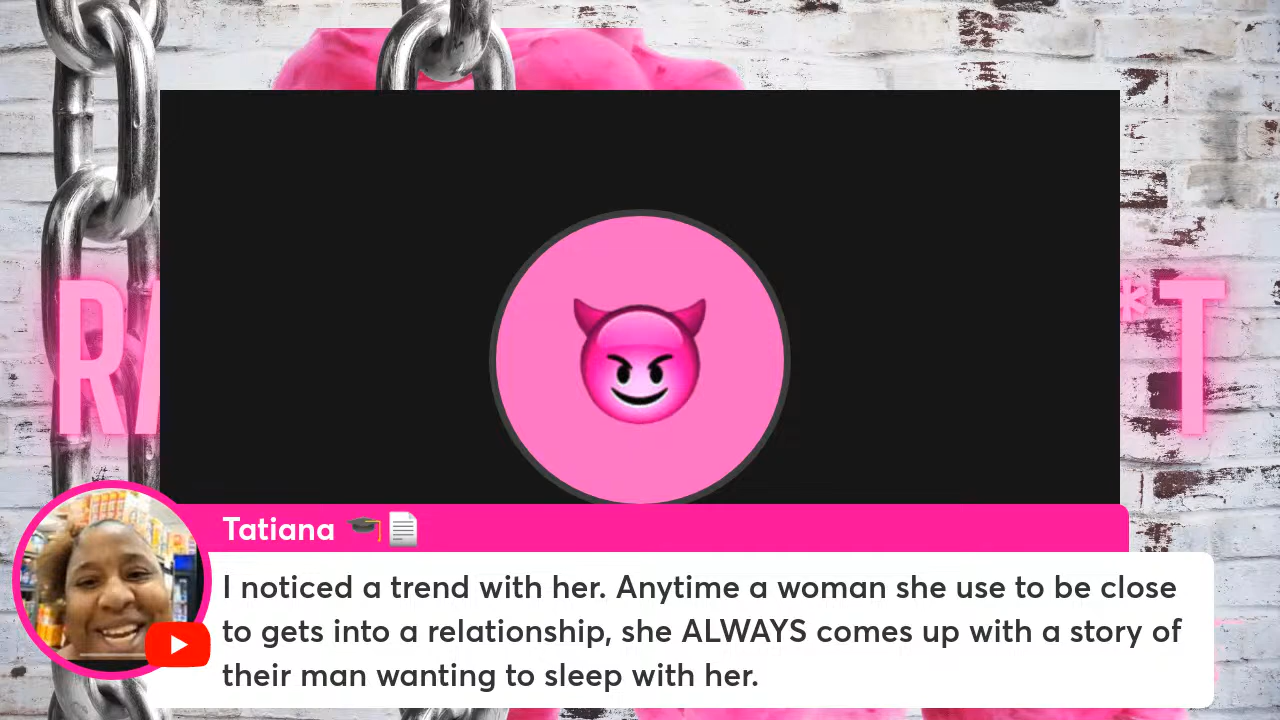 RA
*T
Tatiana 🎓📄
I noticed a trend with her. Anytime a woman she use to be close
to gets into a relationship, she ALWAYS comes up with a story of
their man wanting to sleep with her.